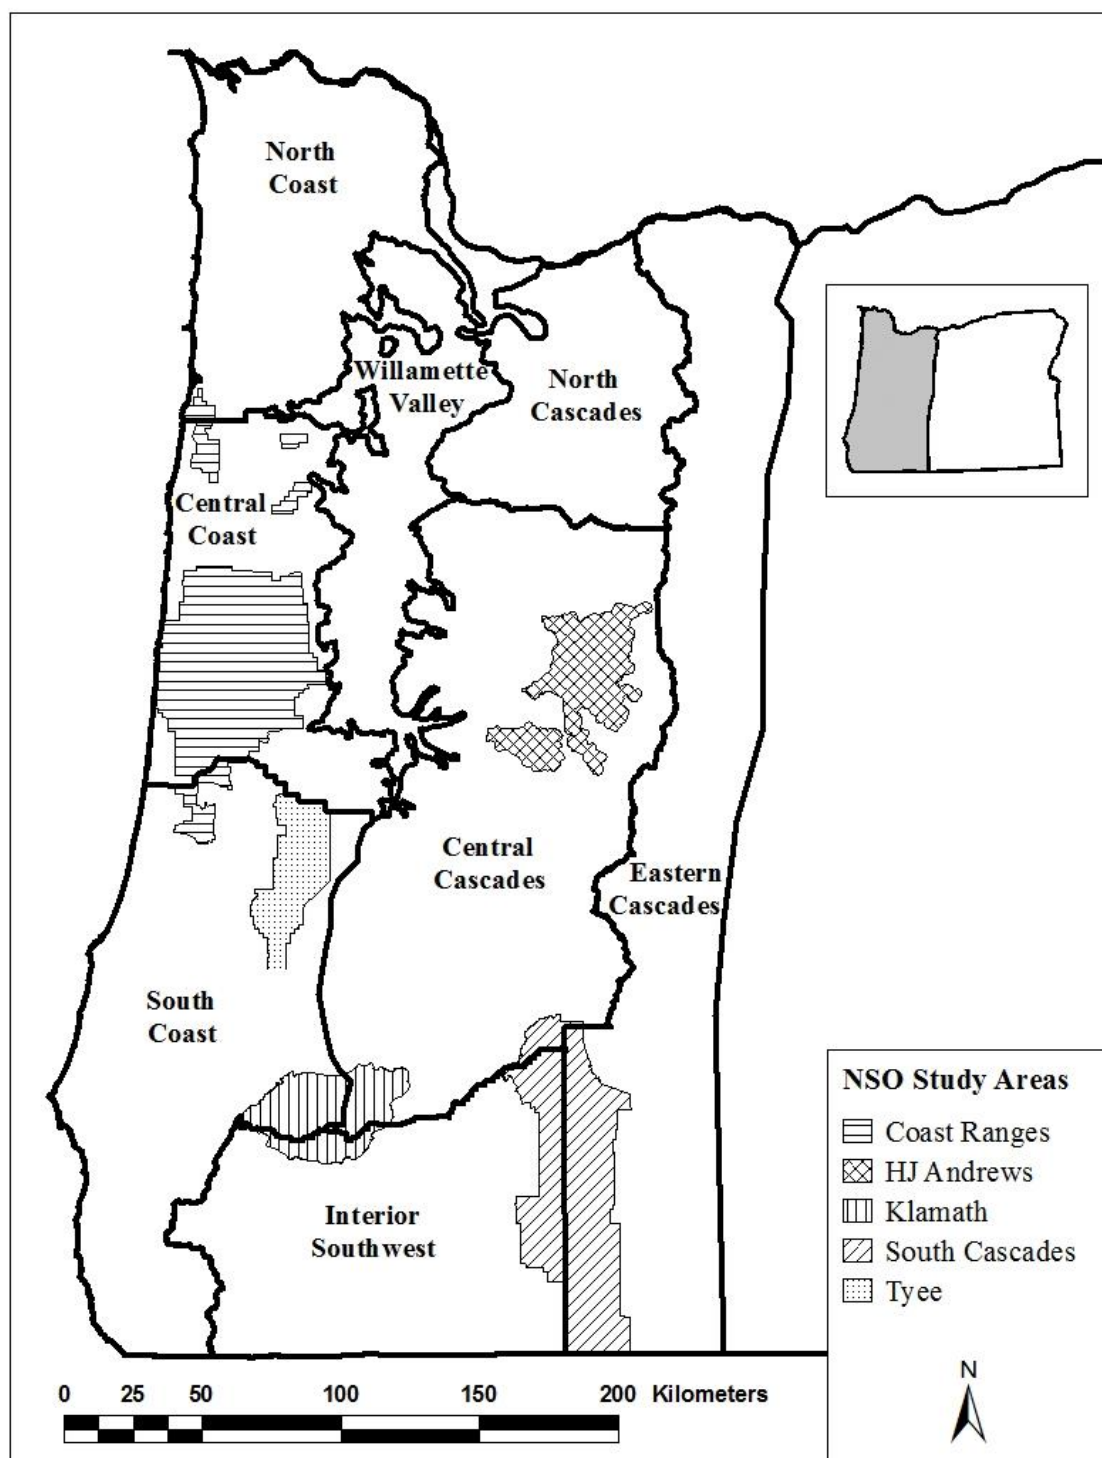 North
Coast
Willamette
Valley
North
Cascades
Central
Coast
Central
Cascades
Eastern
Cascades
South
Coast
Interior
Southwest
NSO Study Areas
Coast Ranges
HJ Andrews
Klamath
South Cascades
Tyee
N
0 25 50 100 150 200 Kilometers